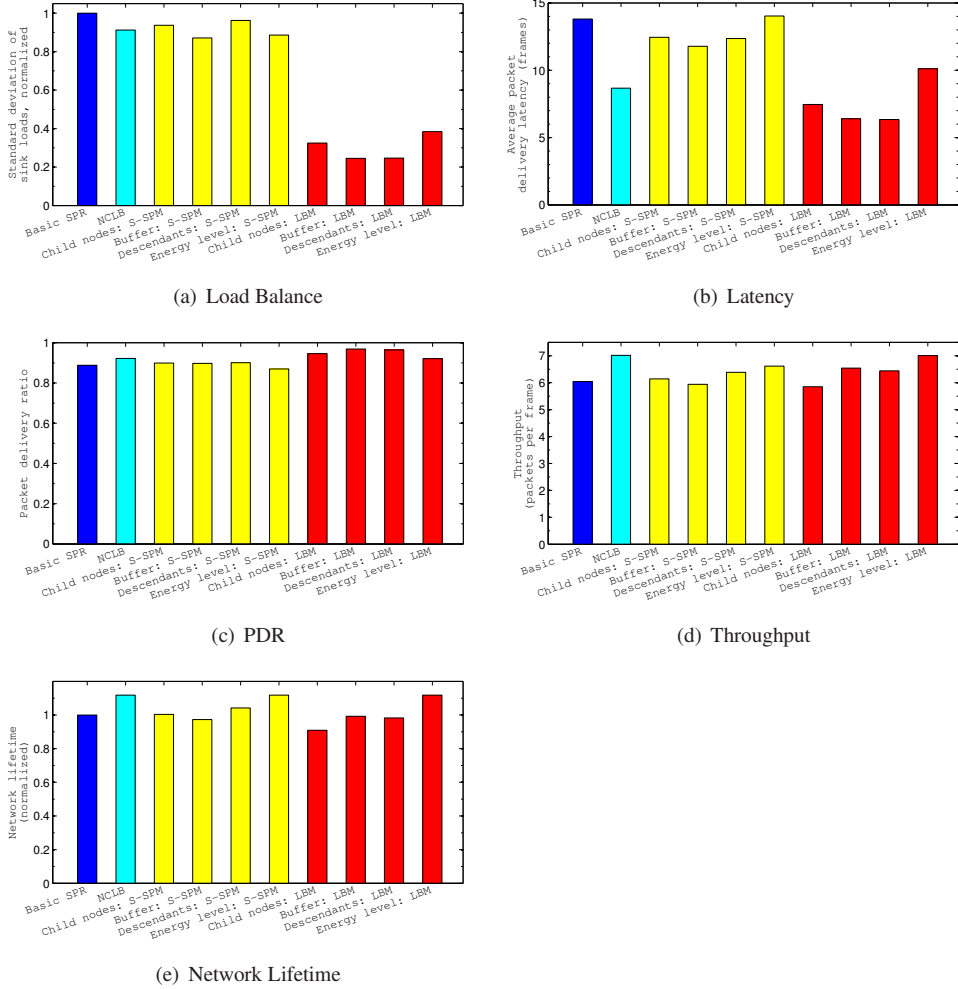 Standard deviation of
sink loads, normalized
1
0.8
0.6
0.4
0.2
0
Basic SPR
NCLB
Child nodes: S-SPM
Buffer: S-SPM
Descendants: S-SPM
Energy level: S-SPM
Child nodes: LBM
Buffer: LBM
Descendants: LBM
Energy level: LBM
(a) Load Balance
Average packet
delivery latency (frames)
15
10
5
0
Basic SPR
NCLB
Child nodes: S-SPM
Buffer: S-SPM
Descendants: S-SPM
Energy level: S-SPM
Child nodes: LBM
Buffer: LBM
Descendants: LBM
Energy level: LBM
(b) Latency
Packet delivery ratio
1
0.8
0.6
0.4
0.2
0
Basic SPR
NCLB
Child nodes: S-SPM
Buffer: S-SPM
Descendants: S-SPM
Energy level: S-SPM
Child nodes: LBM
Buffer: LBM
Descendants: LBM
Energy level: LBM
(c) PDR
Throughput
(packets per frame)
7
6
5
4
3
2
1
0
Basic SPR
NCLB
Child nodes: S-SPM
Buffer: S-SPM
Descendants: S-SPM
Energy level: S-SPM
Child nodes: LBM
Buffer: LBM
Descendants: LBM
Energy level: LBM
(d) Throughput
Network lifetime
(normalized)
1
0.8
0.6
0.4
0.2
0
Basic SPR
NCLB
Child nodes: S-SPM
Buffer: S-SPM
Descendants: S-SPM
Energy level: S-SPM
Child nodes: LBM
Buffer: LBM
Descendants: LBM
Energy level: LBM
(e) Network Lifetime